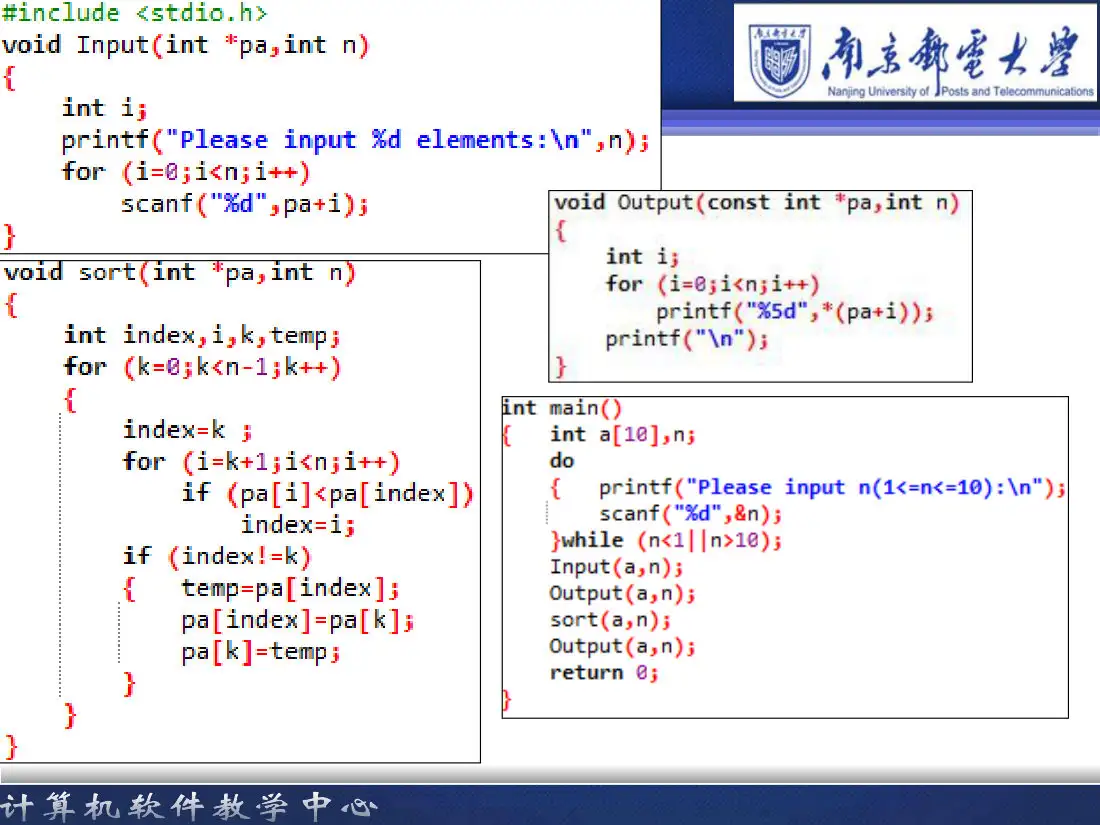 #include <stdio.h>
void Input(int *pa,int n)
{
    int i;
    printf("Please input %d elements:\n",n);
    for (i=0;i<n;i++)
        scanf("%d",pa+i);
}
void sort(int *pa,int n)
{
    int index,i,k,temp;
    for (k=0;k<n-1;k++)
    {
        index=k ;
        for (i=k+1;i<n;i++)
            if (pa[i]<pa[index])
                index=i;
        if (index!=k)
        {   temp=pa[index];
            pa[index]=pa[k];
            pa[k]=temp;
        }
    }
}
南京郵電大學
Nanjing University of Posts and Telecommunications
void Output(const int *pa,int n)
{
    int i;
    for (i=0;i<n;i++)
        printf("%5d",*(pa+i));
    printf("\n");
}
int main()
{   int a[10],n;
    do
    {   printf("Please input n(1<=n<=10):\n");
        scanf("%d",&n);
    }while (n<1||n>10);
    Input(a,n);
    Output(a,n);
    sort(a,n);
    Output(a,n);
    return 0;
}
计算机软件教学中心